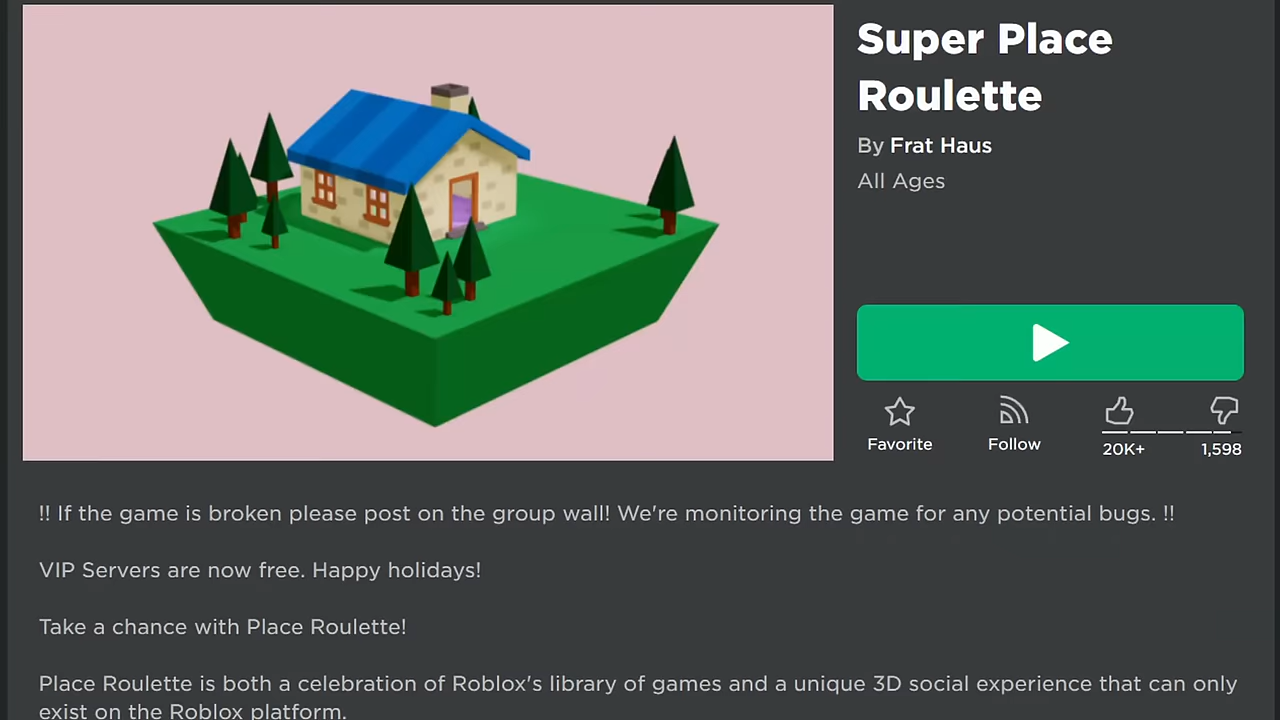 Super Place
Roulette
By Frat Haus
All Ages
Favorite
Follow
20K+
1,598
!! If the game is broken please post on the group wall! We're monitoring the game for any potential bugs. !!
VIP Servers are now free. Happy holidays!
Take a chance with Place Roulette!
Place Roulette is both a celebration of Roblox's library of games and a unique 3D social experience that can only
exist on the Roblox platform.